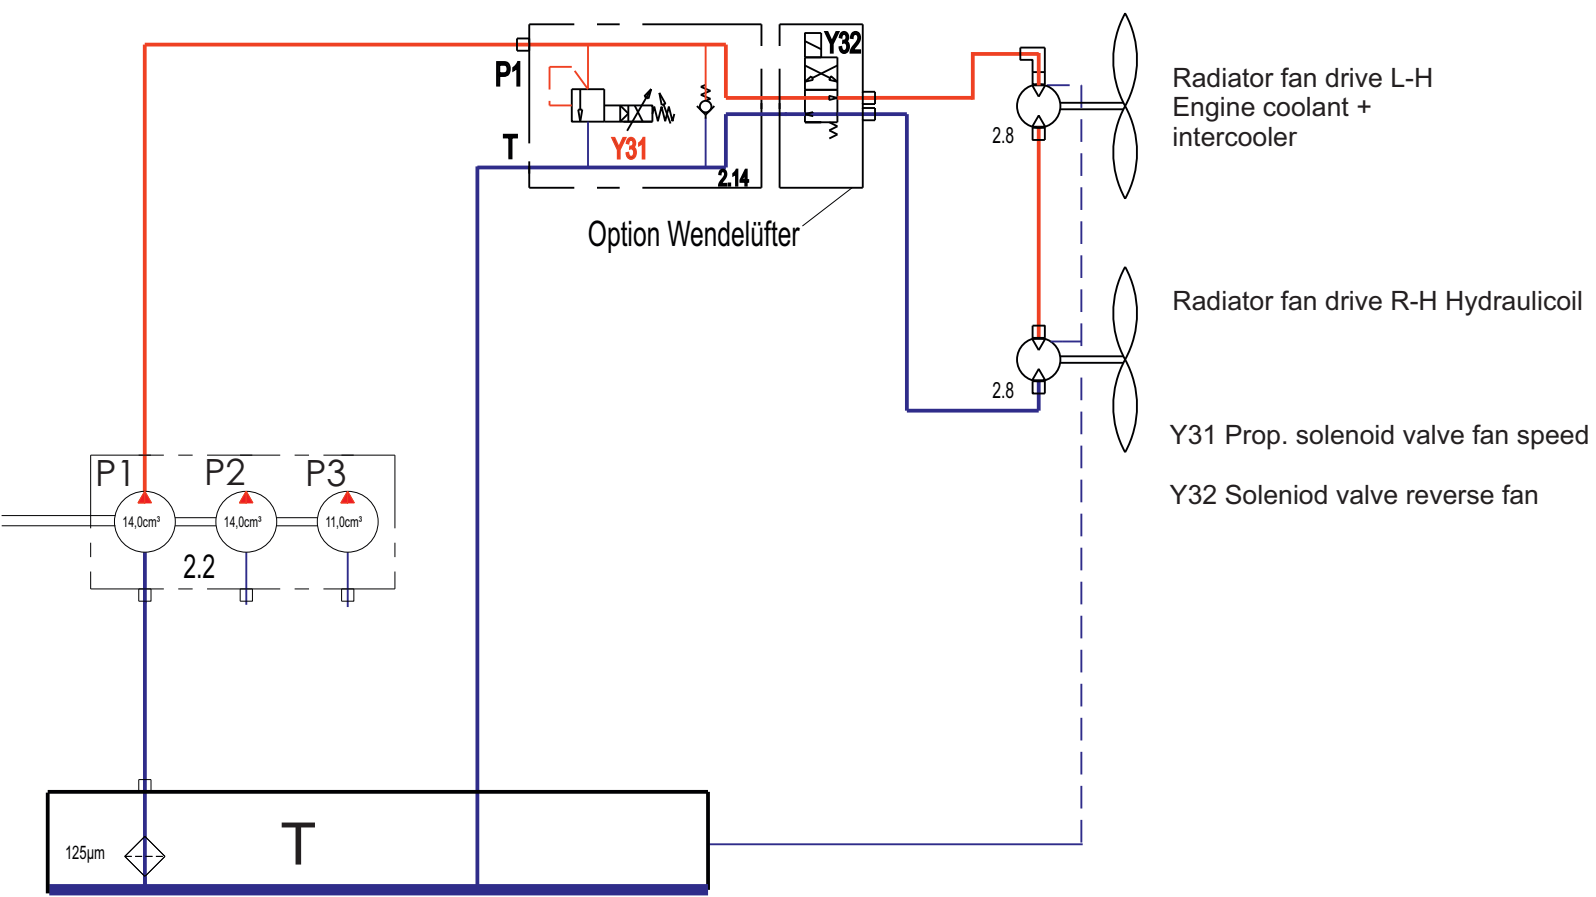 P1
Y32
Y31
T
2.14
Option Wendelüfter
2.8
Radiator fan drive L-H
Engine coolant +
intercooler
2.8
Radiator fan drive R-H Hydraulicoil
Y31 Prop. solenoid valve fan speed
Y32 Soleniod valve reverse fan
P1 P2 P3
14,0cm³ 14,0cm³ 11,0cm³
2.2
125µm
T